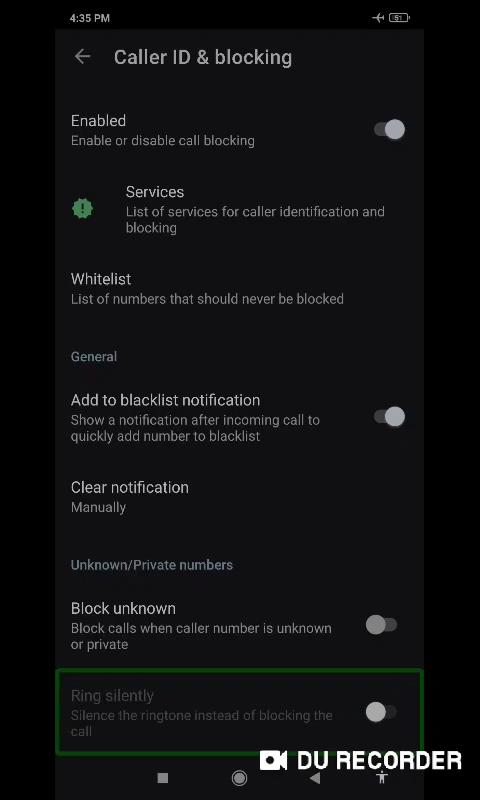 4:35 PM
51
Caller ID & blocking
Enabled
Enable or disable call blocking
Services
List of services for caller identification and
blocking
Whitelist
List of numbers that should never be blocked
General
Add to blacklist notification
Show a notification after incoming call to
quickly add number to blacklist
Clear notification
Manually
Unknown/Private numbers
Block unknown
Block calls when caller number is unknown
or private
Ring silently
Silence the ringtone instead of blocking the
call
DU RECORDER